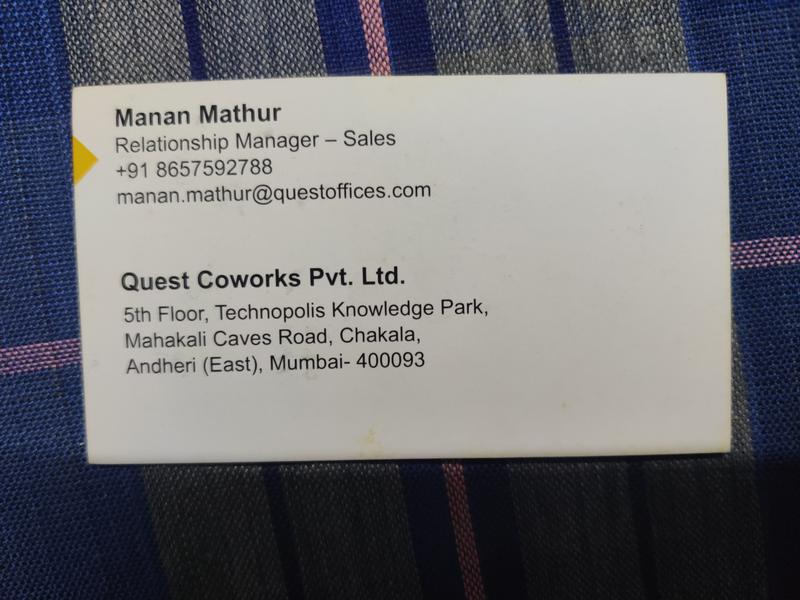 Manan Mathur
Relationship Manager – Sales
+91 8657592788
manan.mathur@questoffices.com
Quest Coworks Pvt. Ltd.
5th Floor, Technopolis Knowledge Park,
Mahakali Caves Road, Chakala,
Andheri (East), Mumbai- 400093